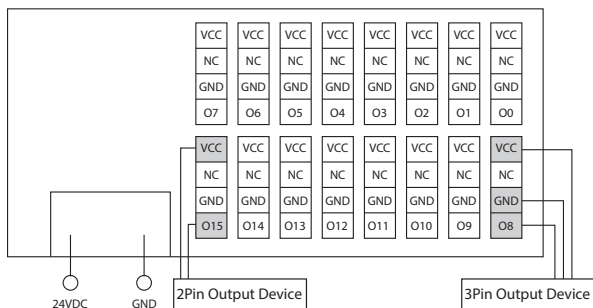 VCC VCC VCC VCC VCC VCC VCC VCC
NC NC NC NC NC NC NC NC
GND GND GND GND GND GND GND GND
O7 O6 O5 O4 O3 O2 O1 O0
VCC VCC VCC VCC VCC VCC VCC VCC
NC NC NC NC NC NC NC NC
GND GND GND GND GND GND GND GND
O15 O14 O13 O12 O11 O10 O9 O8
24VDC GND 2Pin Output Device 3Pin Output Device